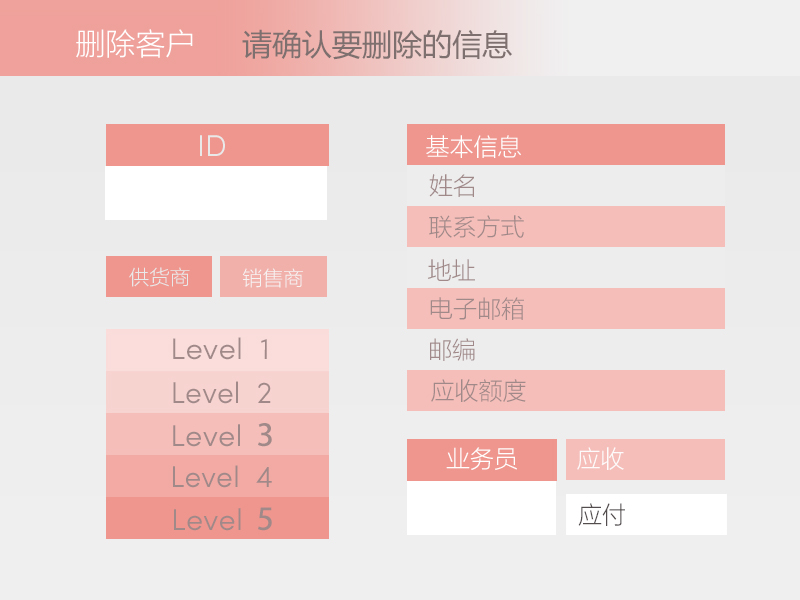 删除客户 请确认要删除的信息
ID
供货商 销售商
Level 1
Level 2
Level 3
Level 4
Level 5
基本信息
姓名
联系方式
地址
电子邮箱
邮编
应收额度
业务员 应收
应付